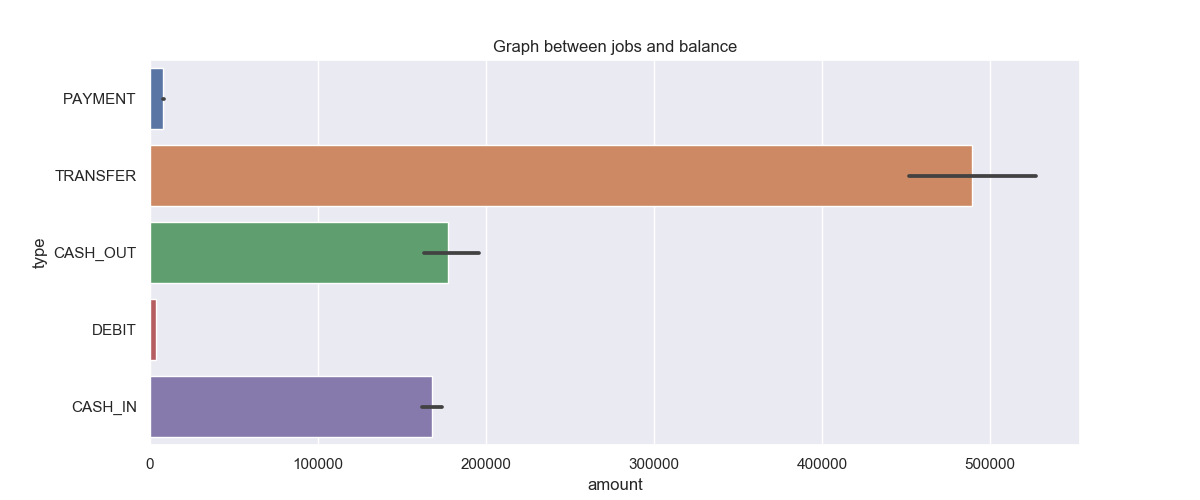 Graph between jobs and balance
PAYMENT
TRANSFER
CASH_OUT
DEBIT
CASH_IN
type
0 100000 200000 300000 400000 500000
amount